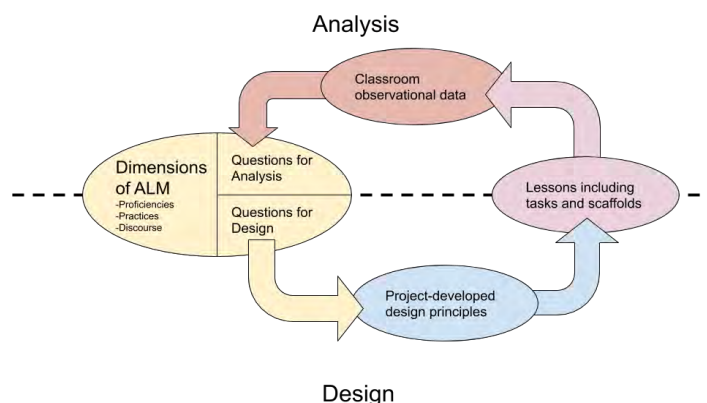 Analysis
Classroom
observational data
Dimensions
of ALM
-Proficiencies
-Practices
-Discourse
Questions for
Analysis
Questions for
Design
Lessons including
tasks and scaffolds
Project-developed
design principles
Design